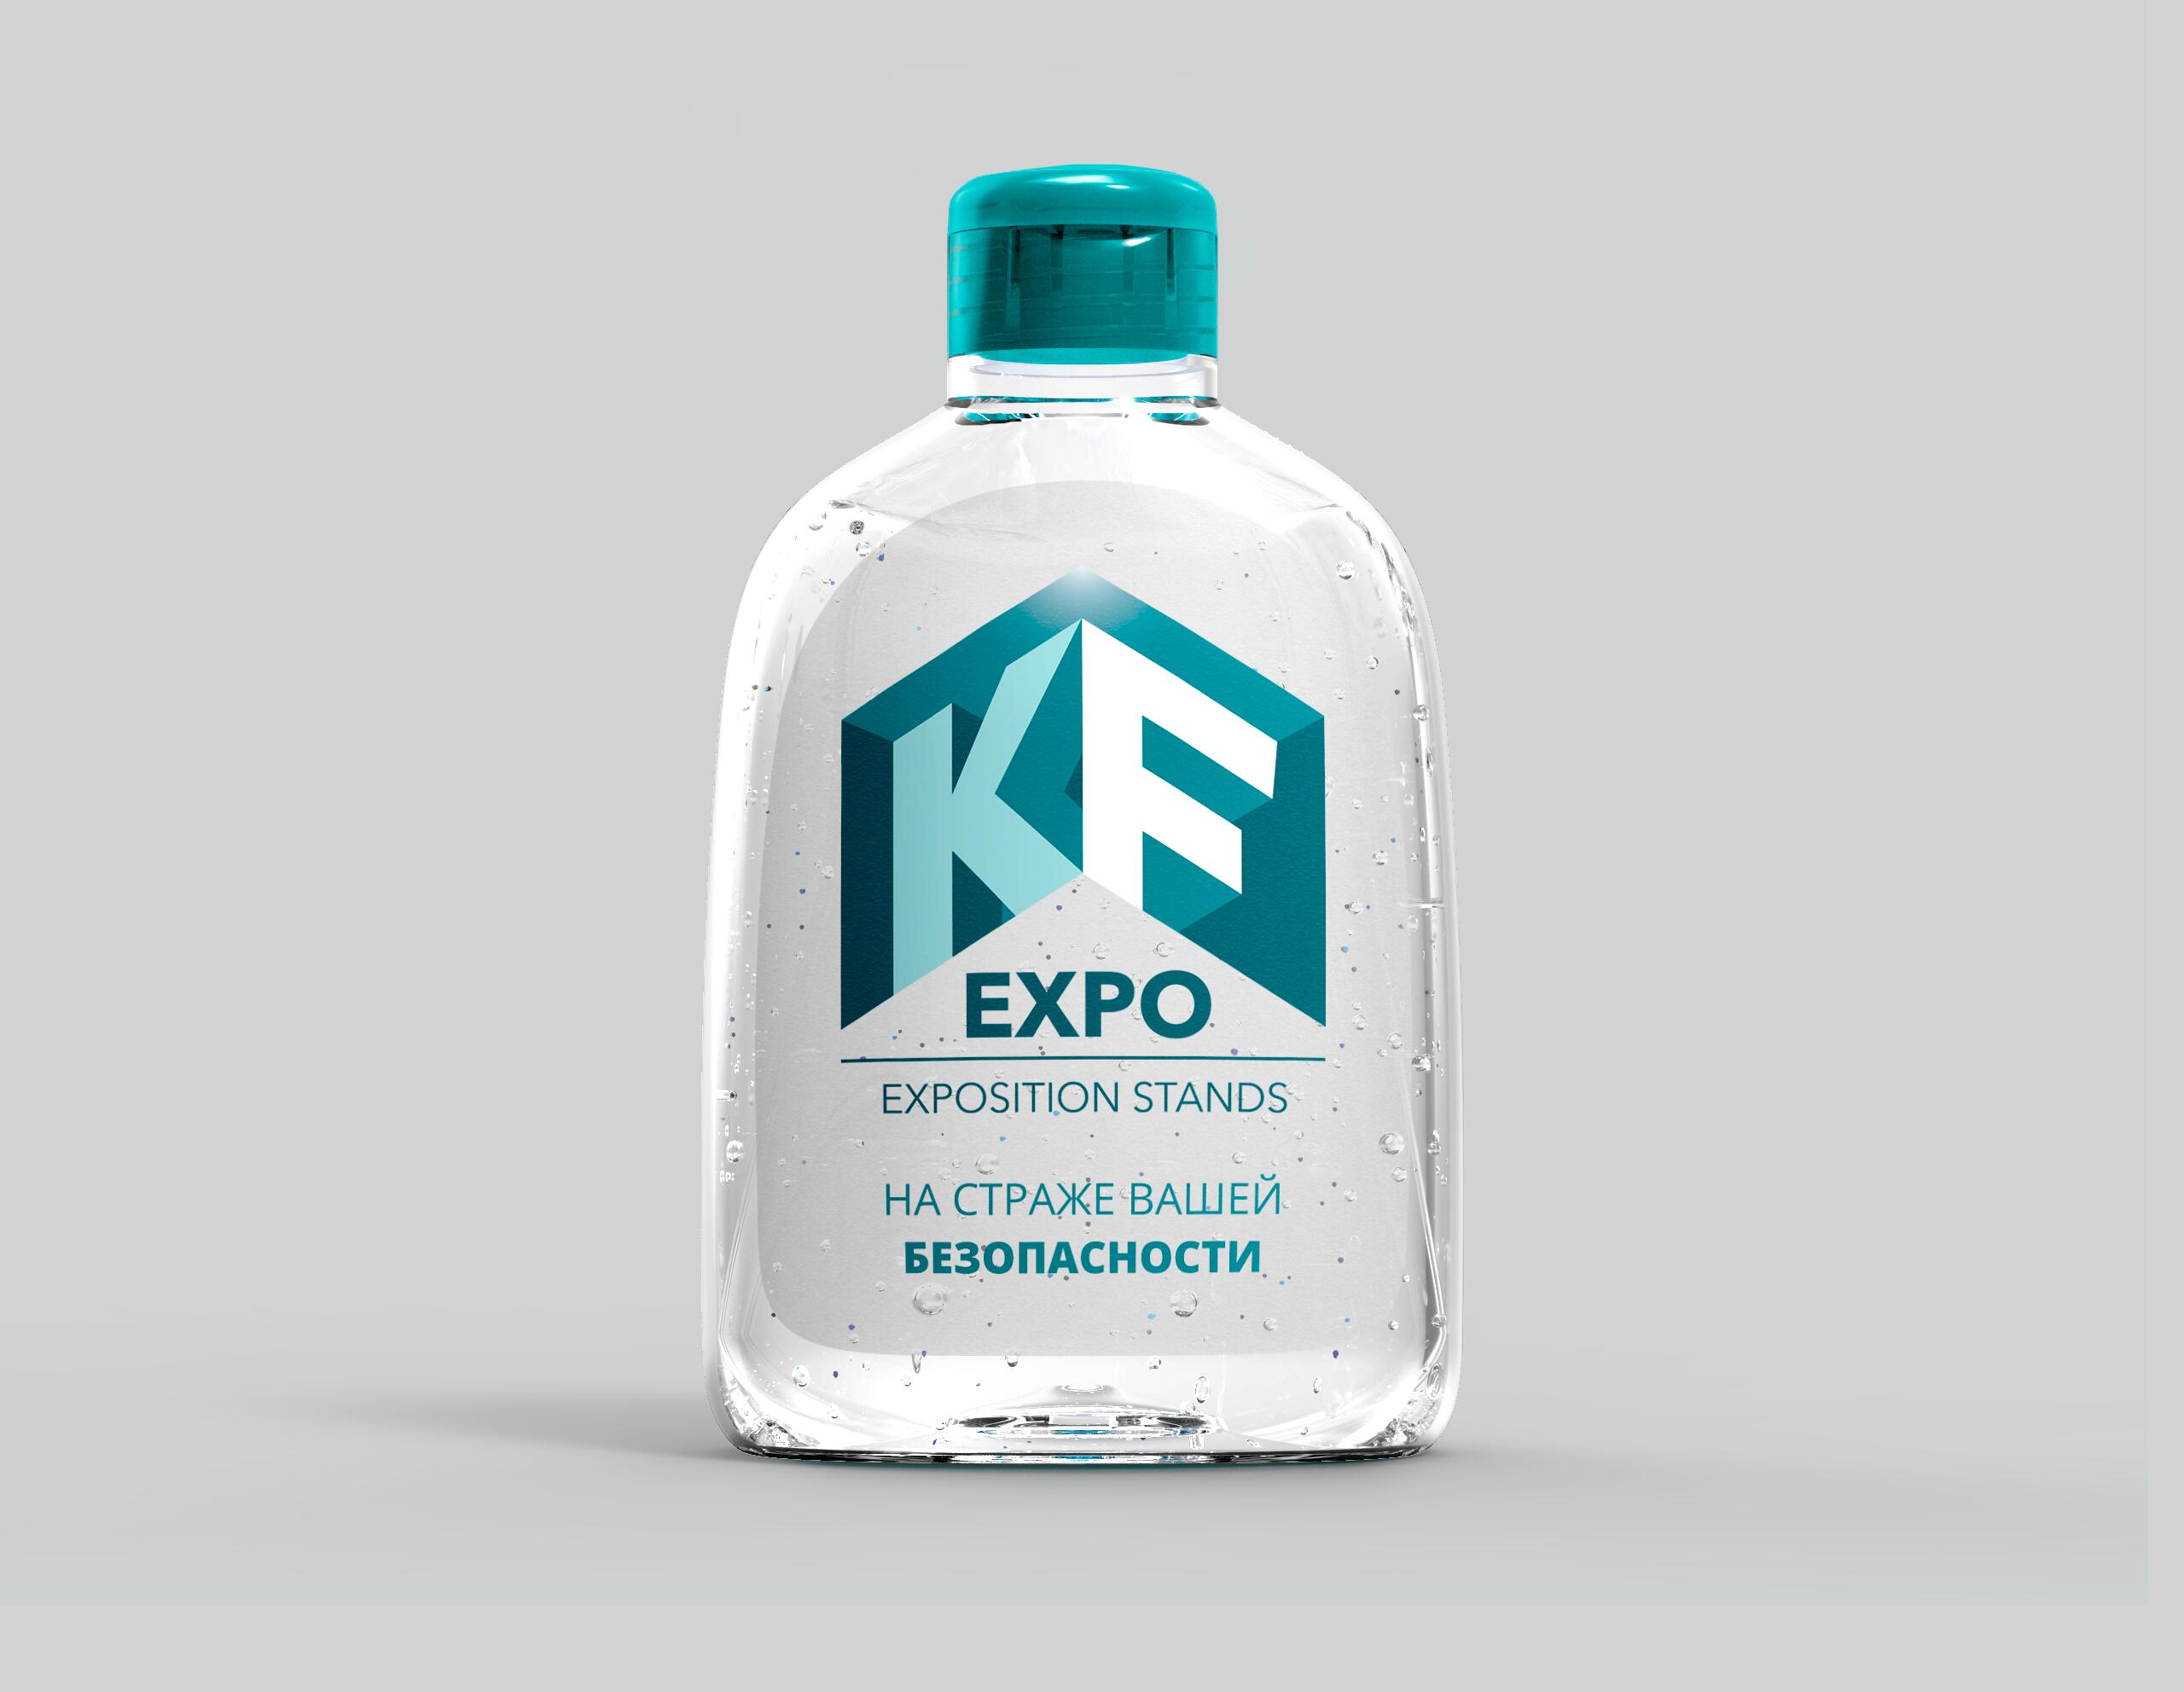 KF
EXPO
EXPOSITION STANDS
НА СТРАЖЕ ВАШЕЙ
БЕЗОПАСНОСТИ